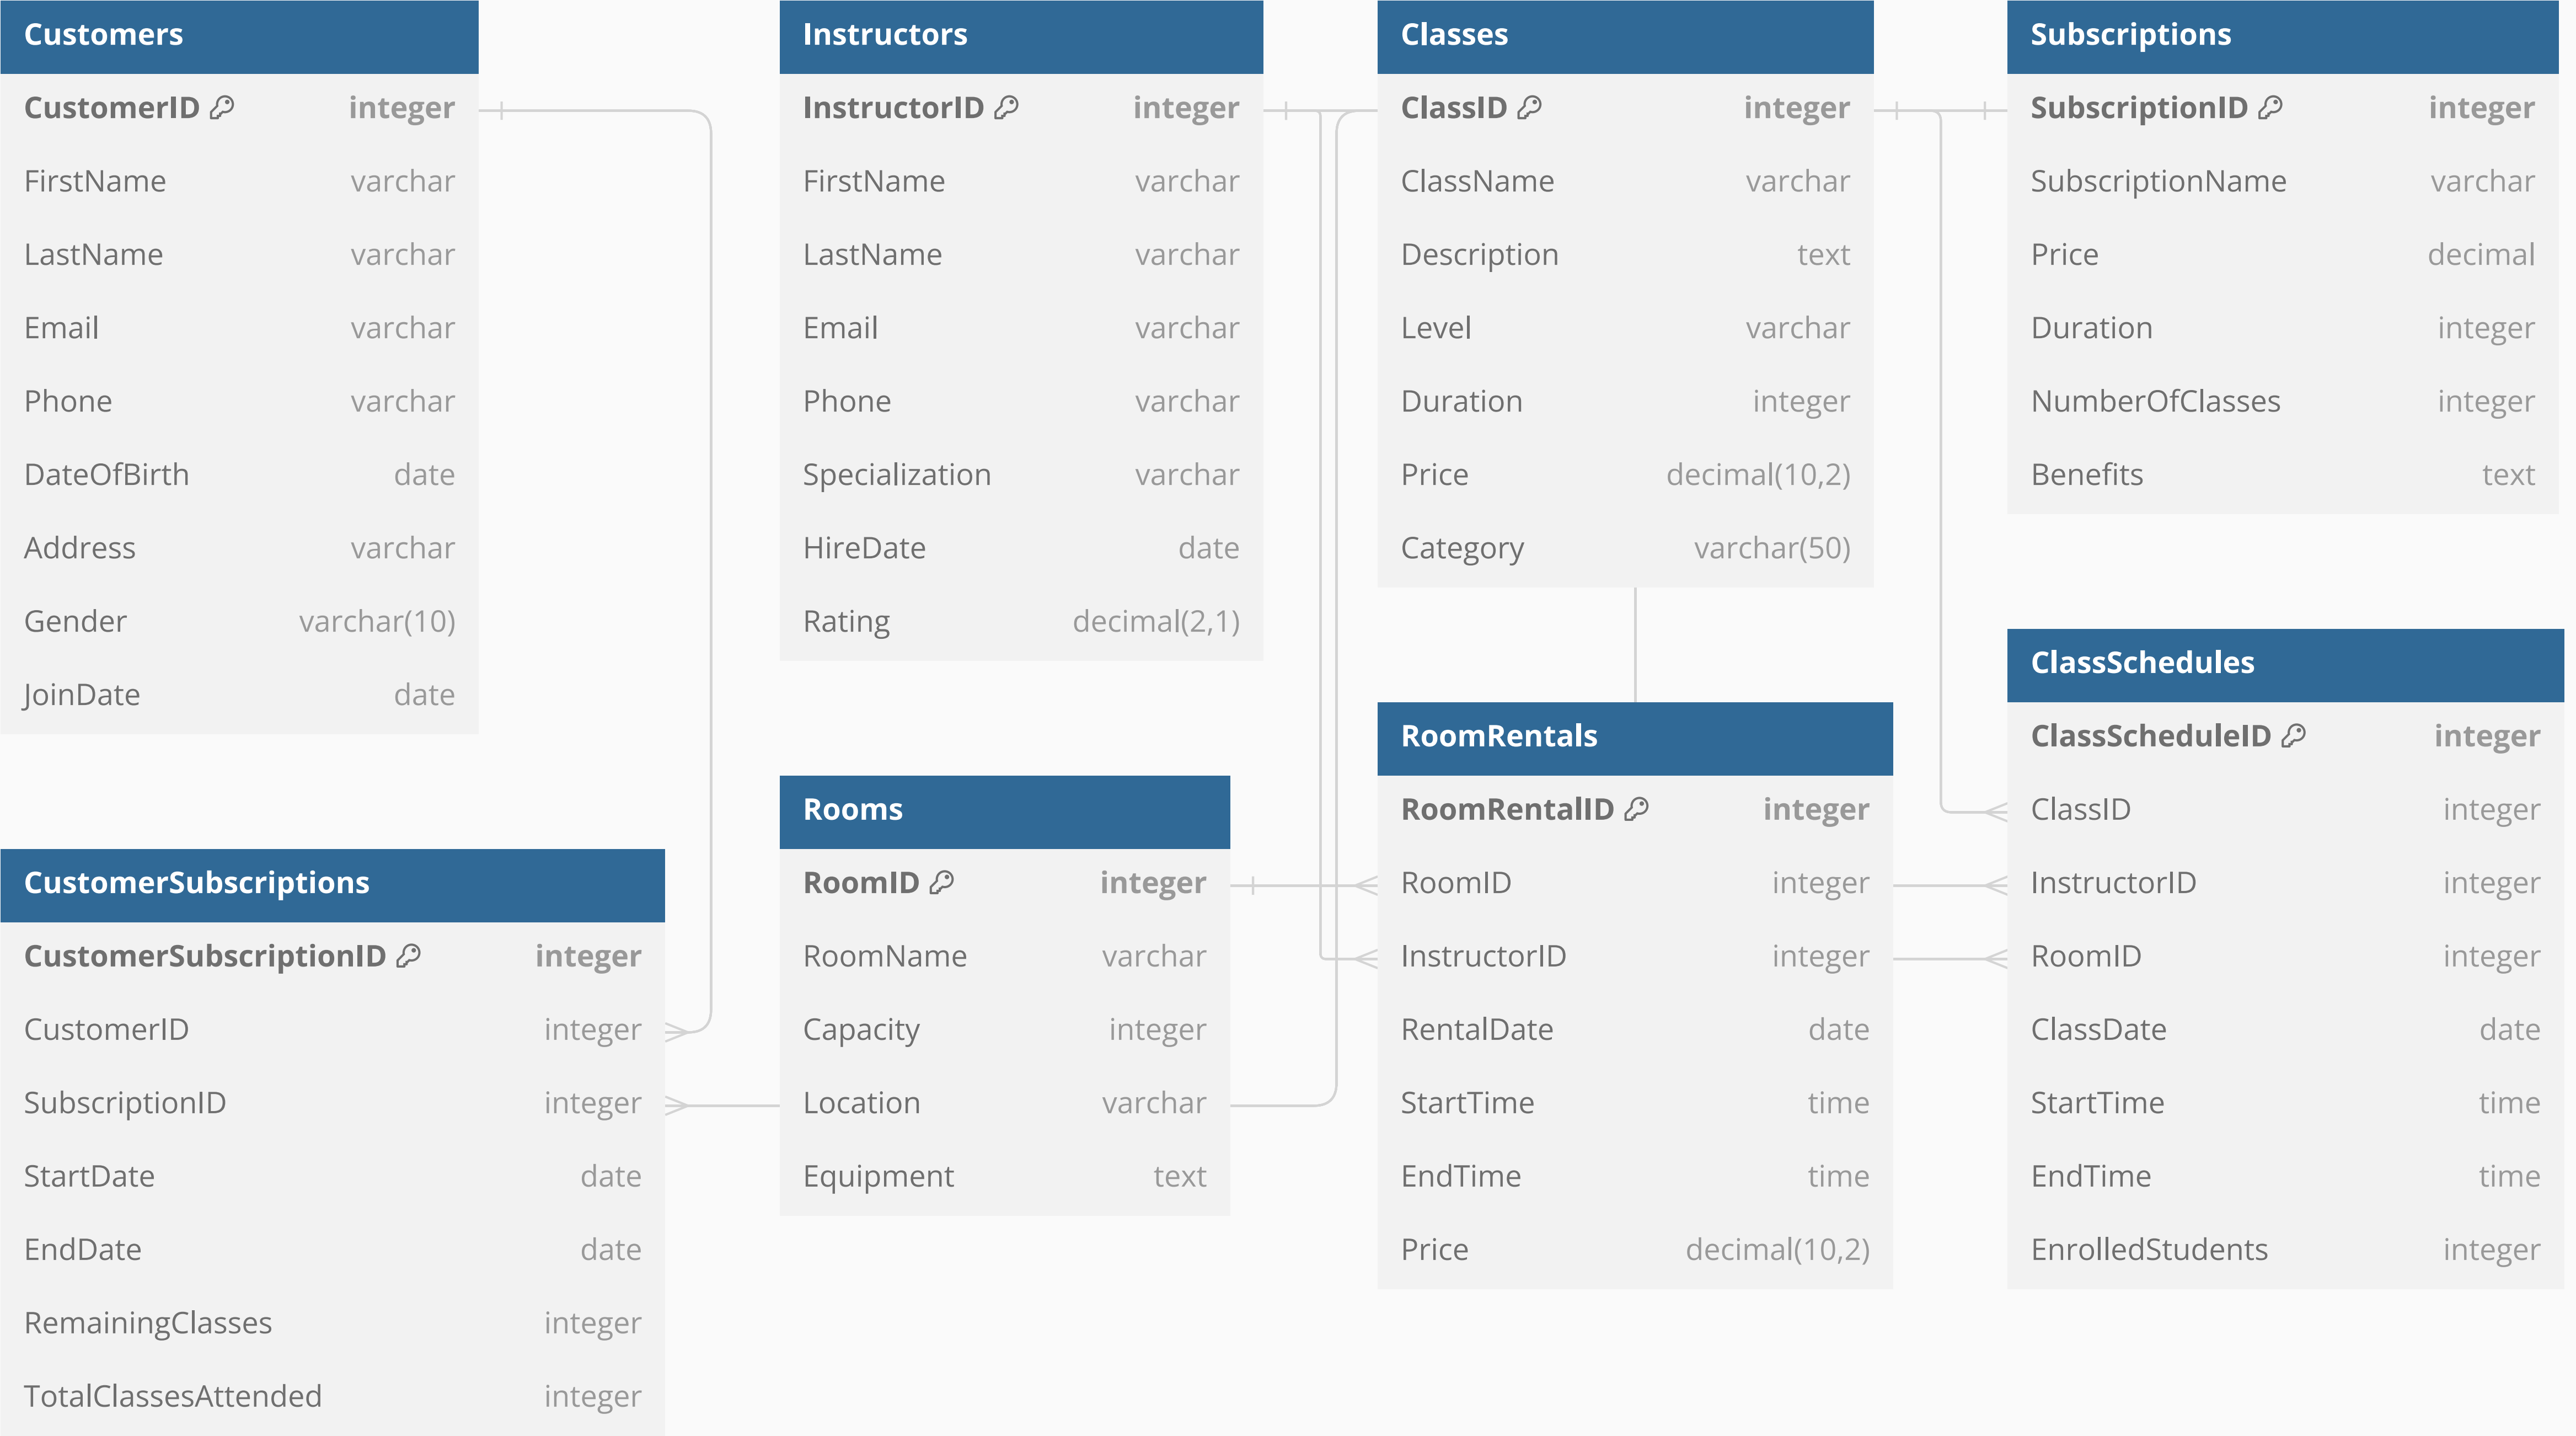 Customers
CustomerID integer
FirstName varchar
LastName varchar
Email varchar
Phone varchar
DateOfBirth date
Address varchar
Gender varchar(10)
JoinDate date
Instructors
InstructorID integer
FirstName varchar
LastName varchar
Email varchar
Phone varchar
Specialization varchar
HireDate date
Rating decimal(2,1)
Classes
ClassID integer
ClassName varchar
Description text
Level varchar
Duration integer
Price decimal(10,2)
Category varchar(50)
Subscriptions
SubscriptionID integer
SubscriptionName varchar
Price decimal
Duration integer
NumberOfClasses integer
Benefits text
CustomerSubscriptions
CustomerSubscriptionID integer
CustomerID integer
SubscriptionID integer
StartDate date
EndDate date
RemainingClasses integer
TotalClassesAttended integer
Rooms
RoomID integer
RoomName varchar
Capacity integer
Location varchar
Equipment text
RoomRentals
RoomRentalID integer
RoomID integer
InstructorID integer
RentalDate date
StartTime time
EndTime time
Price decimal(10,2)
ClassSchedules
ClassScheduleID integer
ClassID integer
InstructorID integer
RoomID integer
ClassDate date
StartTime time
EndTime time
EnrolledStudents integer